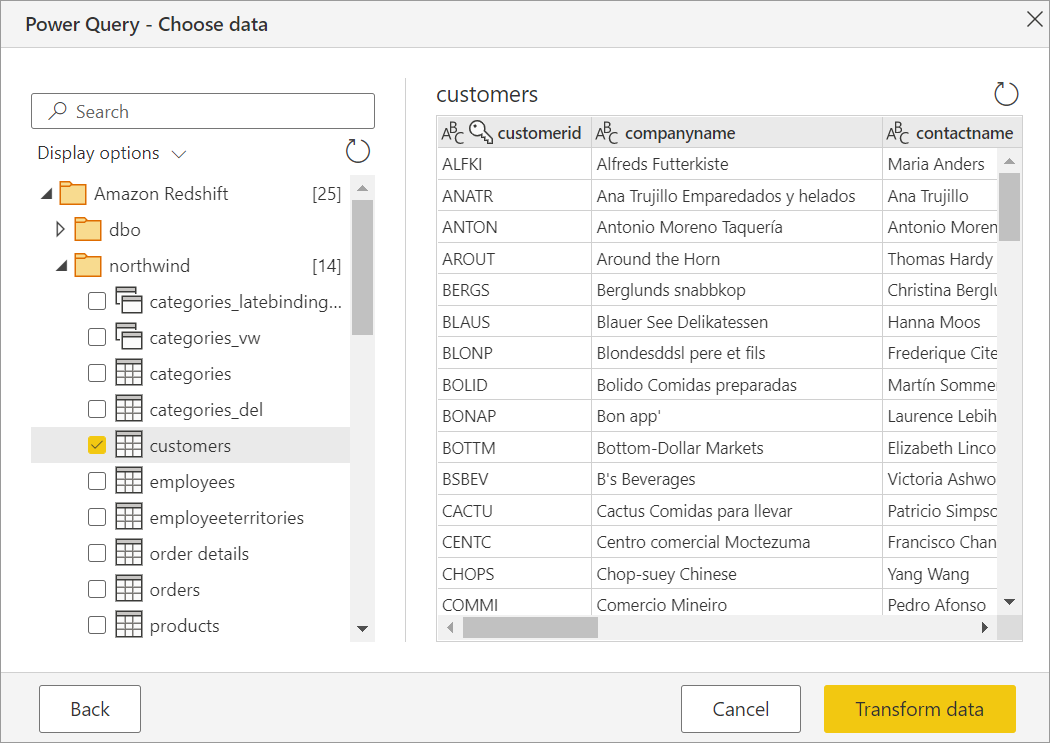 Power Query - Choose data
Search
Display options
Amazon Redshift [25]
dbo
northwind [14]
categories_latebinding...
categories_vw
categories
categories_del
customers
employees
employeeterritories
order details
orders
products
customers
ABC customerid ABC companyname ABC contactname
ALFKI Alfreds Futterkiste Maria Anders
ANATR Ana Trujillo Emparedados y helados Ana Trujillo
ANTON Antonio Moreno Taquería Antonio Moren
AROUT Around the Horn Thomas Hardy
BERGS Berglunds snabbkop Christina Berglu
BLAUS Blauer See Delikatessen Hanna Moos
BLONP Blondesddsl pere et fils Frederique Cite
BOLID Bolido Comidas preparadas Martín Sommer
BONAP Bon app' Laurence Lebih
BOTTM Bottom-Dollar Markets Elizabeth Linco
BSBEV B's Beverages Victoria Ashwo
CACTU Cactus Comidas para llevar Patricio Simpso
CENTC Centro comercial Moctezuma Francisco Chan
CHOPS Chop-suey Chinese Yang Wang
COMMI Comercio Mineiro Pedro Afonso
Back
Cancel
Transform data